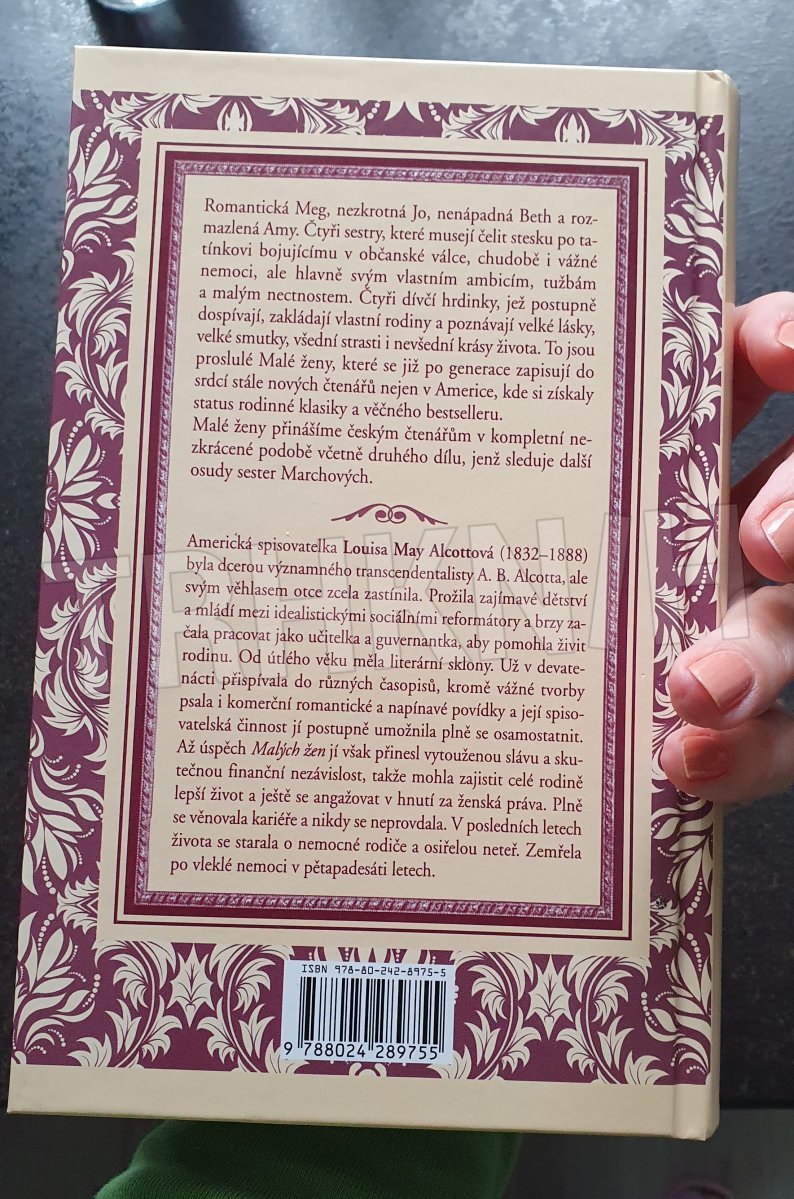 Romantická Meg, nezkrotná Jo, nenápadná Beth a roz-
mazlená Amy. Čtyři sestry, které musejí čelit stesku po ta-
tínkovi bojujícímu v občanské válce, chudobě i vážné
nemoci, ale hlavně svým vlastním ambicím, tužbám
a malým nectnostem. Čtyři dívčí hrdinky, jež postupně
dospívají, zakládají vlastní rodiny a poznávají velké lásky,
velké smutky, všední strasti i nevšední krásy života. To jsou
proslulé Malé ženy, které se již po generace zapisují do
srdcí stále nových čtenářů nejen v Americe, kde si získaly
status rodinné klasiky a věčného bestselleru.
Malé ženy přinášíme českým čtenářům v kompletní ne-
zkrácené podobě včetně druhého dílu, jenž sleduje další
osudy sester Marchových.
Americká spisovatelka Louisa May Alcottová (1832–1888)
byla dcerou významného transcendentalisty A. B. Alcotta, ale
svým věhlasem otce zcela zastínila. Prožila zajímavé dětství
a mládí mezi idealistickými sociálními reformátory a brzy za-
čala pracovat jako učitelka a guvernantka, aby pomohla živit
rodinu. Od útlého věku měla literární sklony. Už v devate-
nácti přispívala do různých časopisů, kromě vážné tvorby
psala i komerční romantické a napínavé povídky a její spiso-
vatelská činnost jí postupně umožnila plně se osamostatnit.
Až úspěch Malých žen jí však přinesl vytouženou slávu a sku-
tečnou finanční nezávislost, takže mohla zajistit celé rodině
lepší život a ještě se angažovat v hnutí za ženská práva. Plně
se věnovala kariéře a nikdy se neprovdala. V posledních letech
života se starala o nemocné rodiče a osiřelou neteř. Zemřela
po vleklé nemoci v pětapadesáti letech.
TRHKNIH
ISBN 978-80-242-8975-5
9 788024 289755